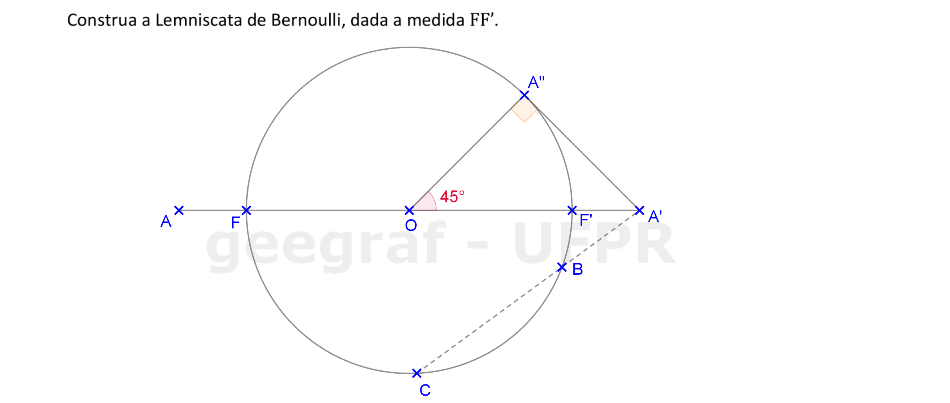 Construa a Lemniscata de Bernoulli, dada a medida FF’.
A"
45°
A
F
O
F'
A'
geegraf - UFPR
B
C